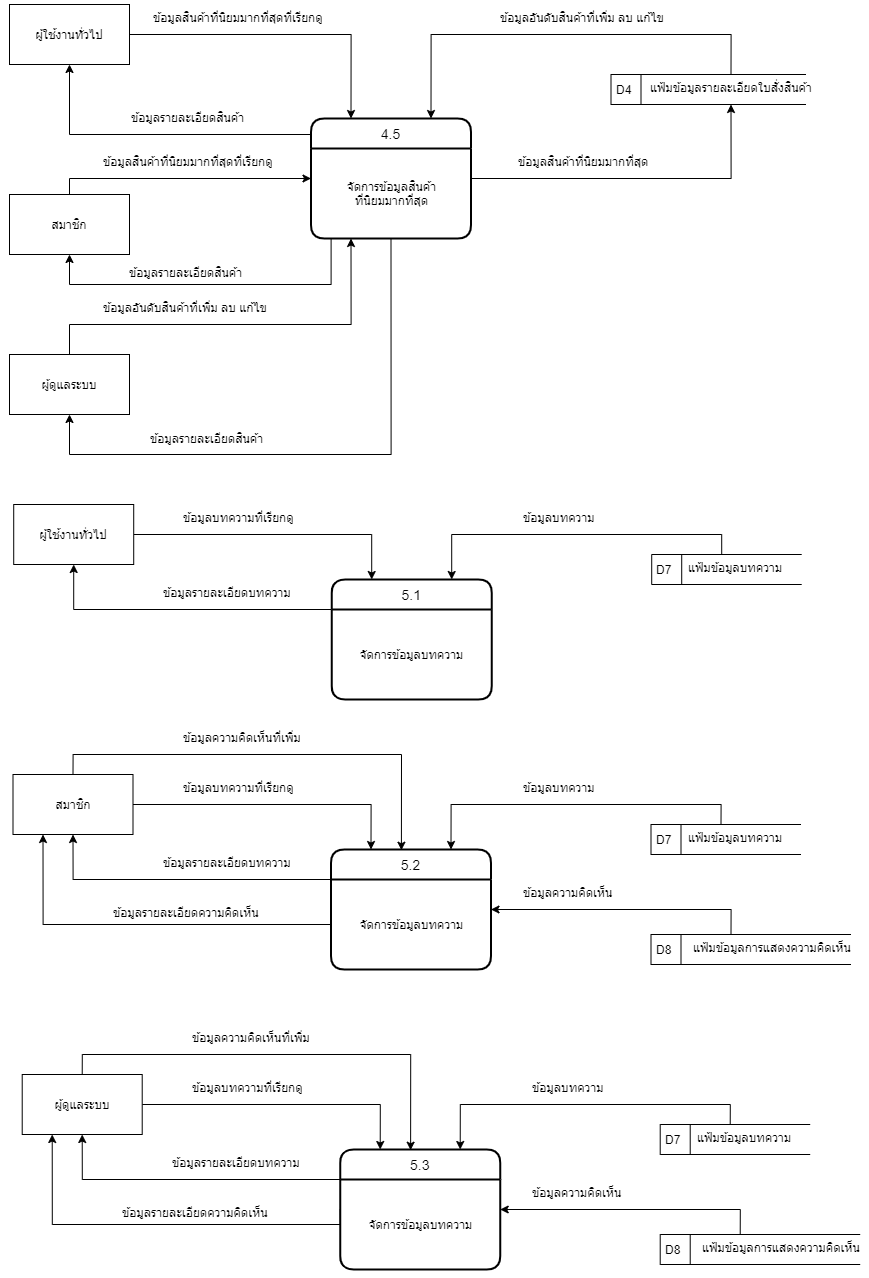 ข้อมูลสินค้าที่นิยมมากที่สุดที่เรียกดู
ข้อมูลอันดับสินค้าที่เพิ่ม ลบ แก้ไข
ผู้ใช้งานทั่วไป
D4 แฟ้มข้อมูลรายละเอียดใบสั่งสินค้า
ข้อมูลรายละเอียดสินค้า
4.5
ข้อมูลสินค้าที่นิยมมากที่สุดที่เรียกดู
ข้อมูลสินค้าที่นิยมมากที่สุด
จัดการข้อมูลสินค้า
ที่นิยมมากที่สุด
สมาชิก
ข้อมูลรายละเอียดสินค้า
ข้อมูลอันดับสินค้าที่เพิ่ม ลบ แก้ไข
ผู้ดูแลระบบ
ข้อมูลรายละเอียดสินค้า
ข้อมูลบทความที่เรียกดู
ข้อมูลบทความ
ผู้ใช้งานทั่วไป
D7 แฟ้มข้อมูลบทความ
ข้อมูลรายละเอียดบทความ
5.1
จัดการข้อมูลบทความ
ข้อมูลความคิดเห็นที่เพิ่ม
ข้อมูลบทความที่เรียกดู
ข้อมูลบทความ
สมาชิก
D7 แฟ้มข้อมูลบทความ
ข้อมูลรายละเอียดบทความ
5.2
ข้อมูลความคิดเห็น
ข้อมูลรายละเอียดความคิดเห็น
จัดการข้อมูลบทความ
D8 แฟ้มข้อมูลการแสดงความคิดเห็น
ข้อมูลความคิดเห็นที่เพิ่ม
ข้อมูลบทความที่เรียกดู
ข้อมูลบทความ
ผู้ดูแลระบบ
D7 แฟ้มข้อมูลบทความ
ข้อมูลรายละเอียดบทความ
5.3
ข้อมูลความคิดเห็น
ข้อมูลรายละเอียดความคิดเห็น
จัดการข้อมูลบทความ
D8 แฟ้มข้อมูลการแสดงความคิดเห็น